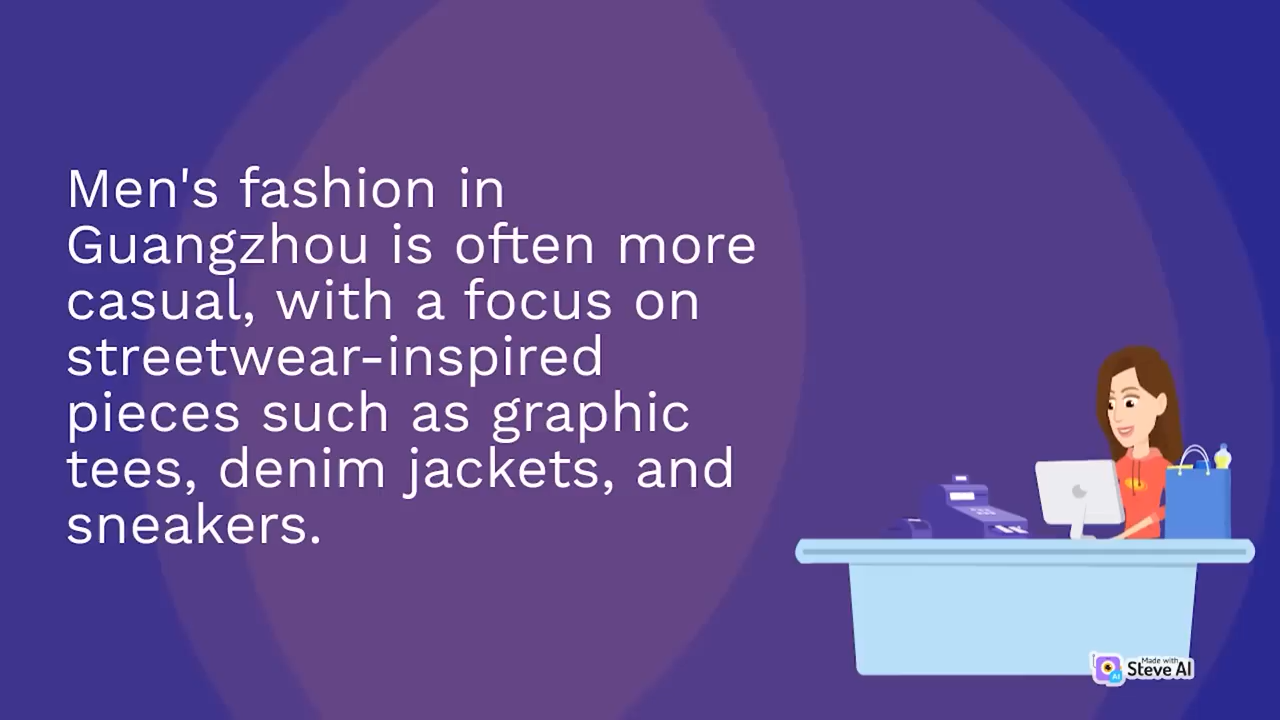 Men's fashion in
Guangzhou is often more
casual, with a focus on
streetwear-inspired
pieces such as graphic
tees, denim jackets, and
sneakers.
Made with
Steve AI
AI